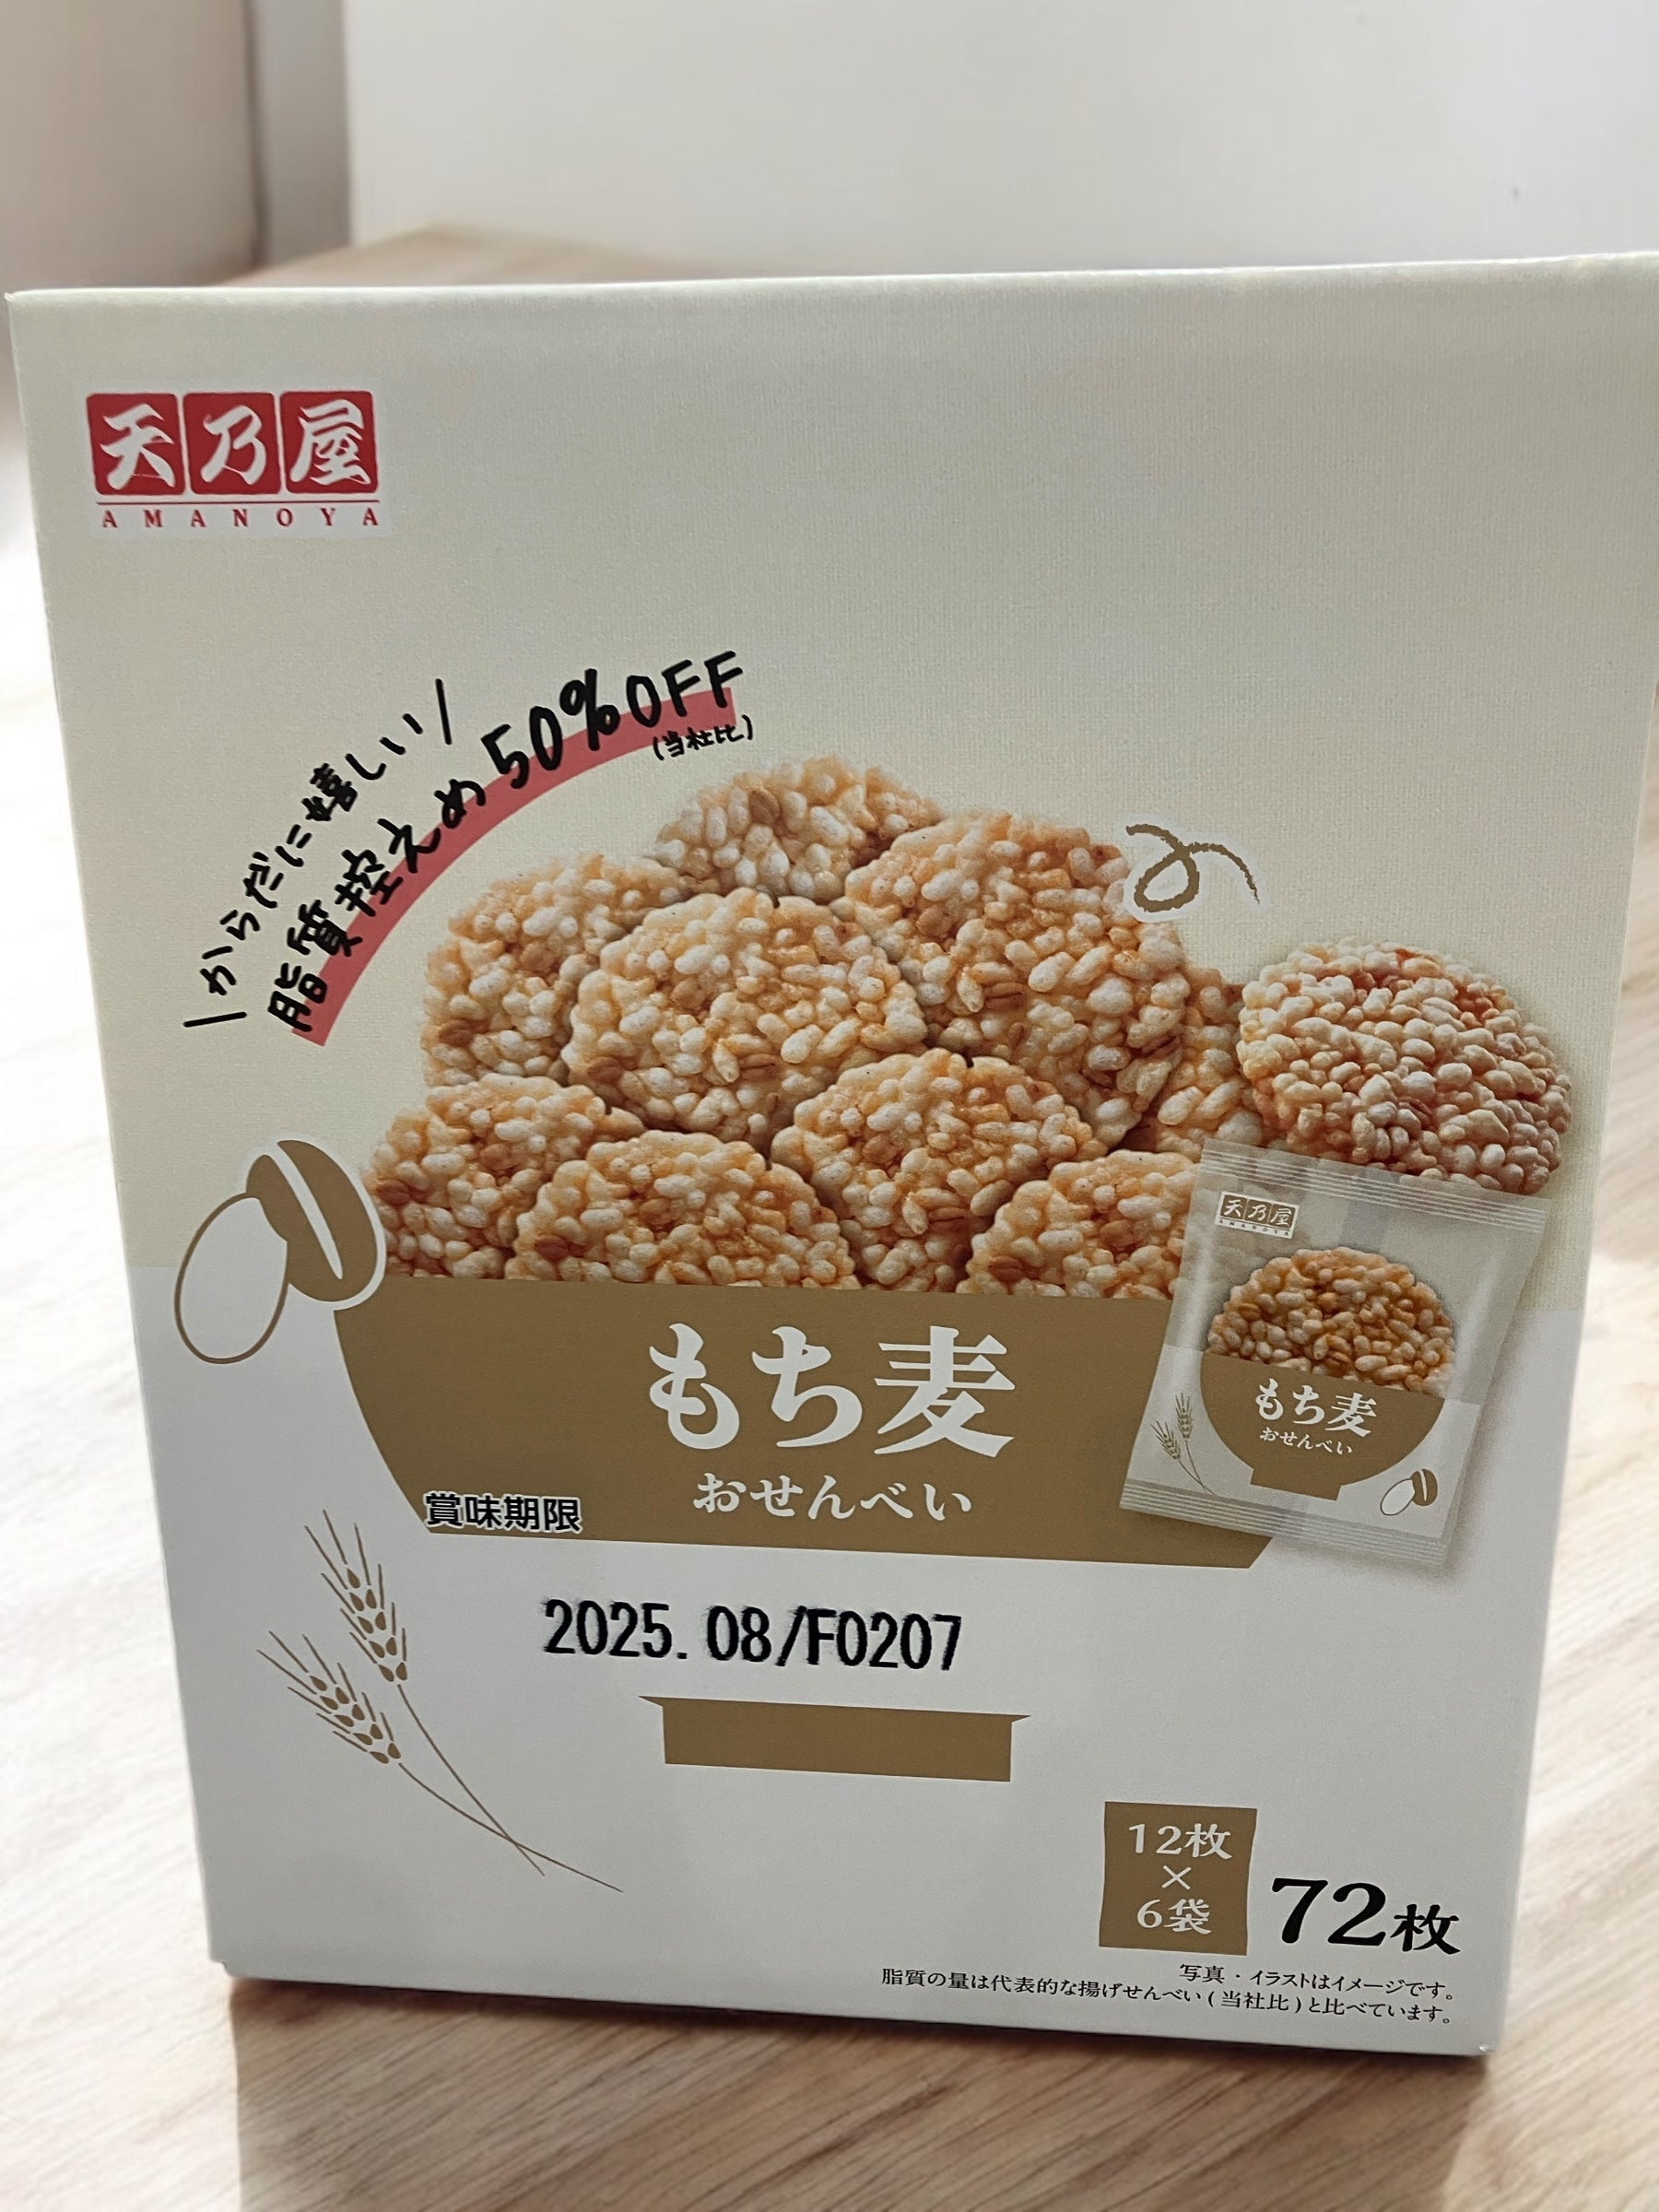 天乃屋
AMANOYA
\からだに嬉しい/
脂質控えめ50%OFF
(当社比)
天乃屋
AMANOYA
もち麦
おせんべい
もち麦
おせんべい
賞味期限
2025.08/F0207
12枚
×
6袋
72枚
写真・イラストはイメージです。
脂質の量は代表的な揚げせんべい(当社比)と比べています。